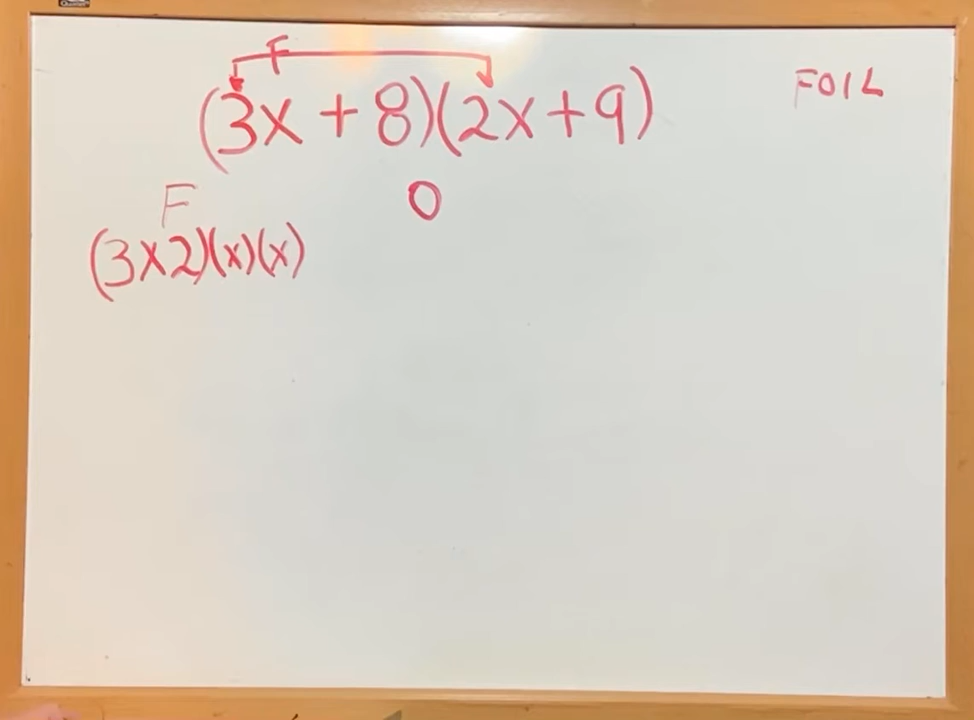 F
(3x + 8)(2x + 9)
FOIL
F
O
(3x2)(x)(x)